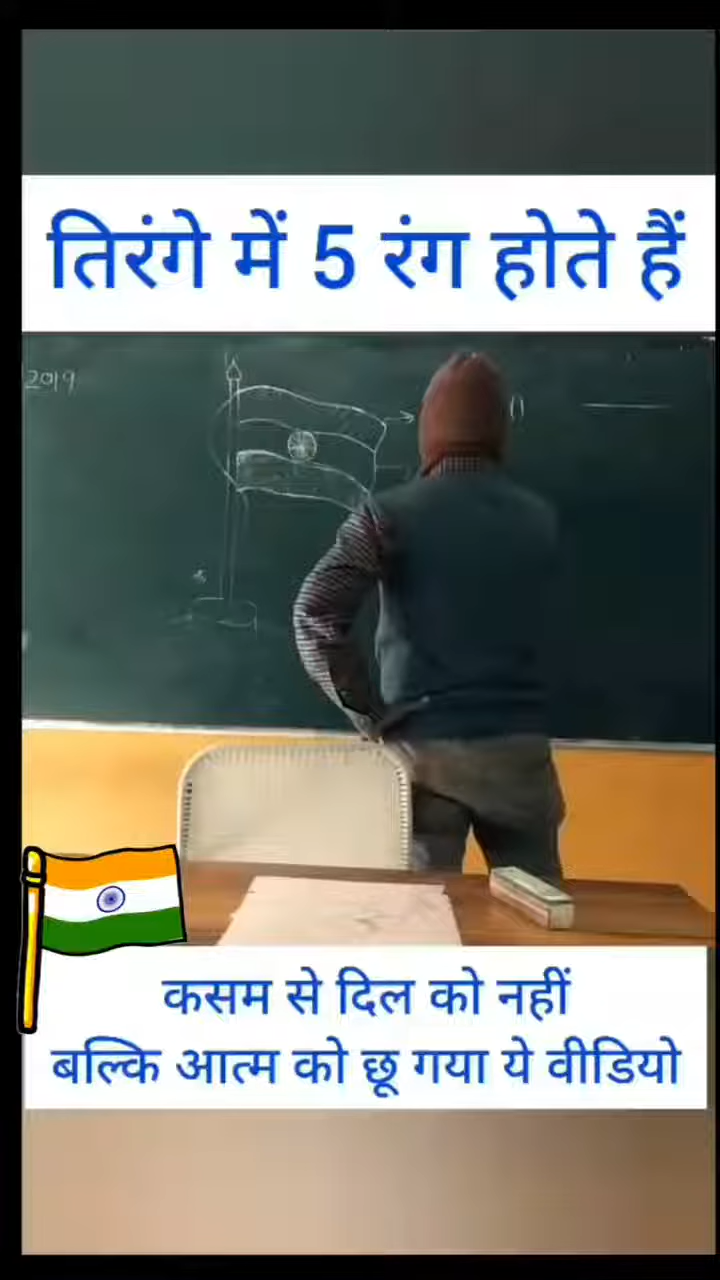 तिरंगे में 5 रंग होते हैं
2019
कसम से दिल को नहीं
बल्कि आत्म को छू गया ये वीडियो